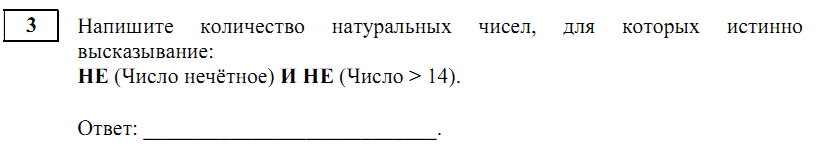 3 Напишите количество натуральных чисел, для которых истинно
высказывание:
НЕ (Число нечётное) И НЕ (Число > 14).
Ответ: ___________________________.